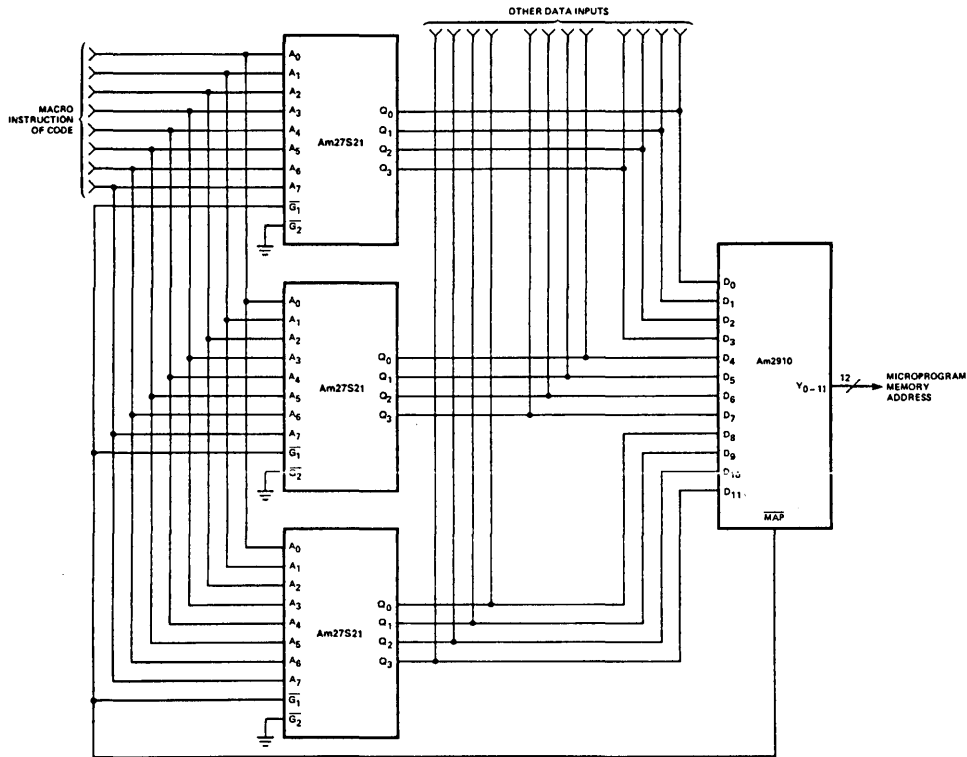 OTHER DATA INPUTS
MACRO
INSTRUCTION
OF CODE
A0
A1
A2
A3
A4
A5
A6
A7
G1
G2
Am27S21
Q0
Q1
Q2
Q3
A0
A1
A2
A3
A4
A5
A6
A7
G1
G2
Am27S21
Q0
Q1
Q2
Q3
A0
A1
A2
A3
A4
A5
A6
A7
G1
G2
Am27S21
Q0
Q1
Q2
Q3
D0
D1
D2
D3
D4
D5
D6
D7
D8
D9
D10
D11
Am2910
Y0-11
MAP
12
MICROPROGRAM
MEMORY
ADDRESS